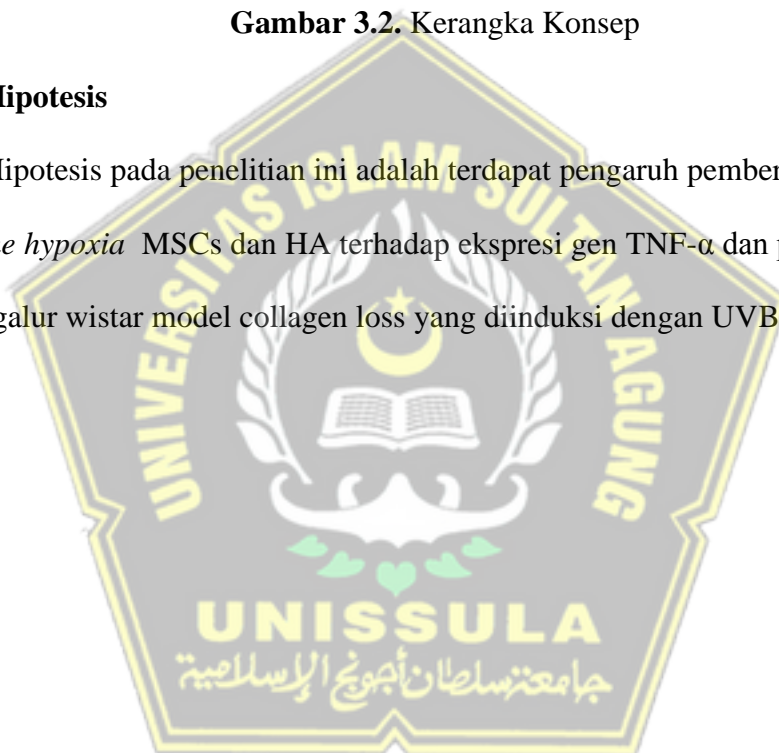 Gambar 3.2. Kerangka Konsep
Hipotesis
Hipotesis pada penelitian ini adalah terdapat pengaruh pember
e hypoxia MSCs dan HA terhadap ekspresi gen TNF-α dan p
galur wistar model collagen loss yang diinduksi dengan UVB
UNIVERSITAS ISLAM SULTAN AGUNG
UNISSULA
جامعتسلطان أجونج الإسلامية